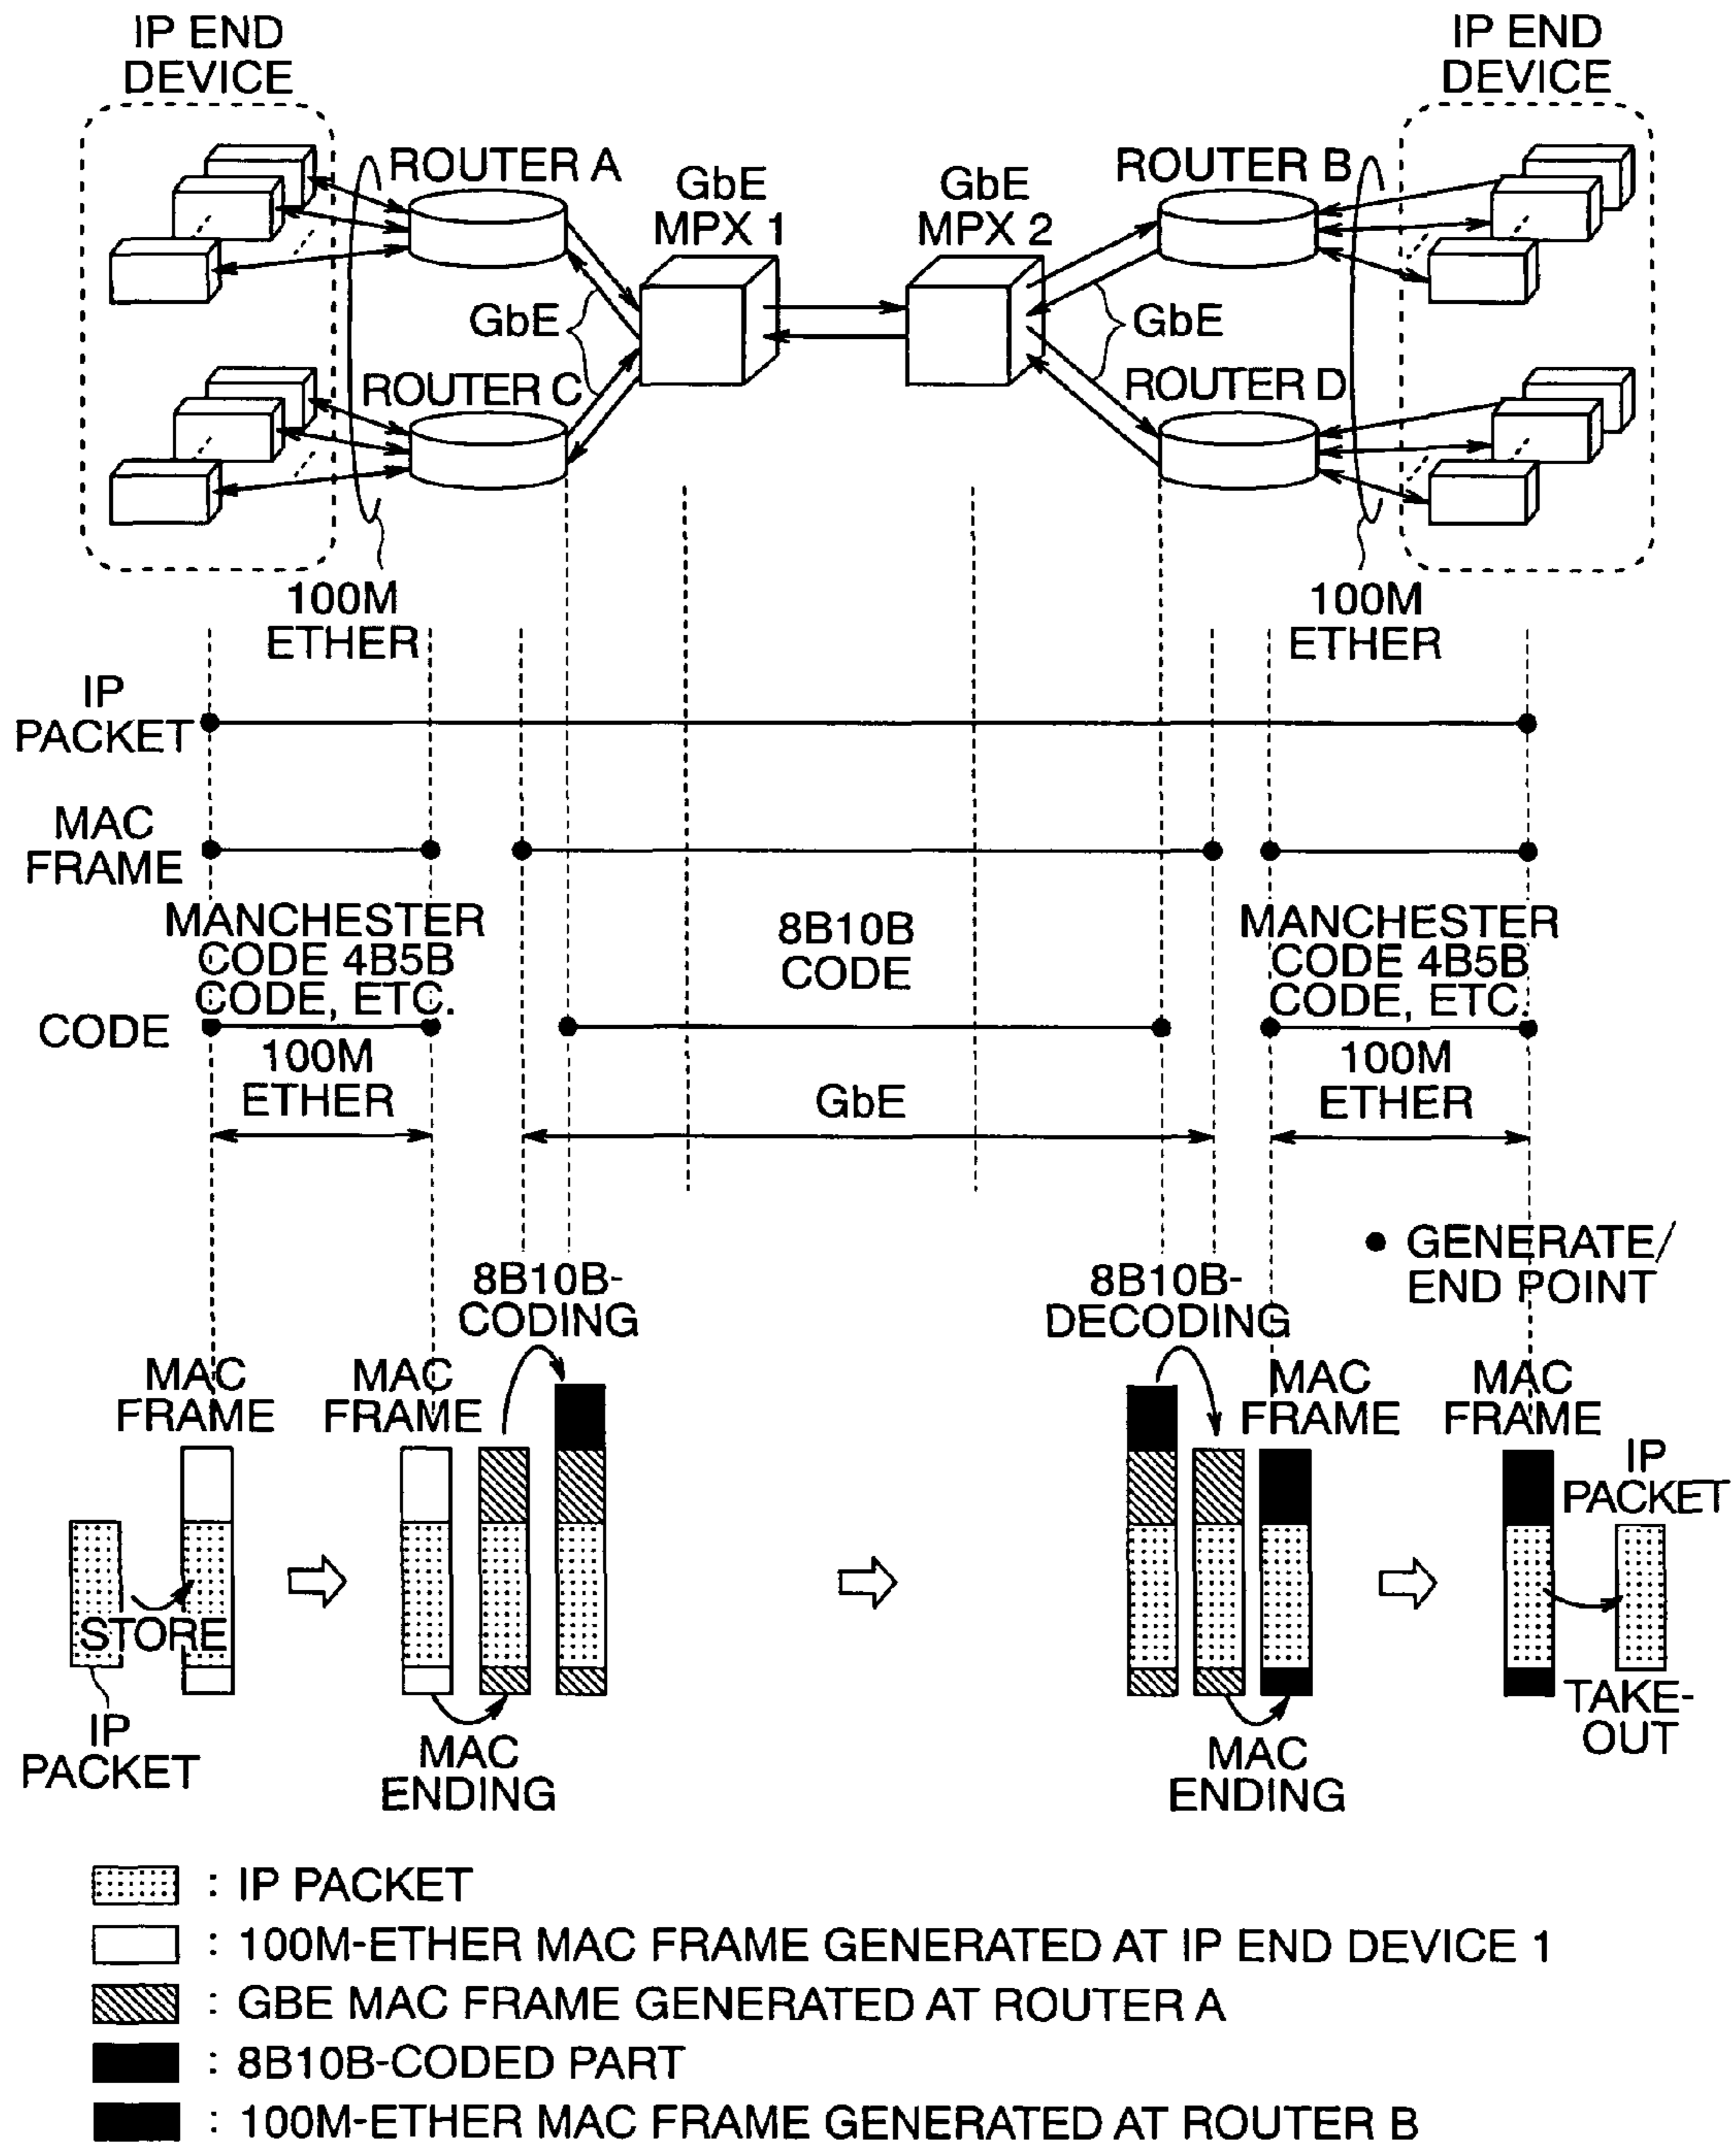 IP END
DEVICE
IP END
DEVICE
ROUTER A
GbE
MPX 1
GbE
MPX 2
ROUTER B
GbE
GbE
ROUTER C
ROUTER D
100M
ETHER
100M
ETHER
IP
PACKET
MAC
FRAME
MANCHESTER
CODE 4B5B
CODE, ETC.
8B10B
CODE
MANCHESTER
CODE 4B5B
CODE, ETC.
CODE
100M
ETHER
GbE
100M
ETHER
● GENERATE/
END POINT
8B10B-
CODING
8B10B-
DECODING
MAC
FRAME
MAC
FRAME
MAC
FRAME
MAC
FRAME
IP
PACKET
STORE
IP
PACKET
MAC
ENDING
MAC
ENDING
TAKE-
OUT
: IP PACKET
: 100M-ETHER MAC FRAME GENERATED AT IP END DEVICE 1
: GBE MAC FRAME GENERATED AT ROUTER A
: 8B10B-CODED PART
: 100M-ETHER MAC FRAME GENERATED AT ROUTER B